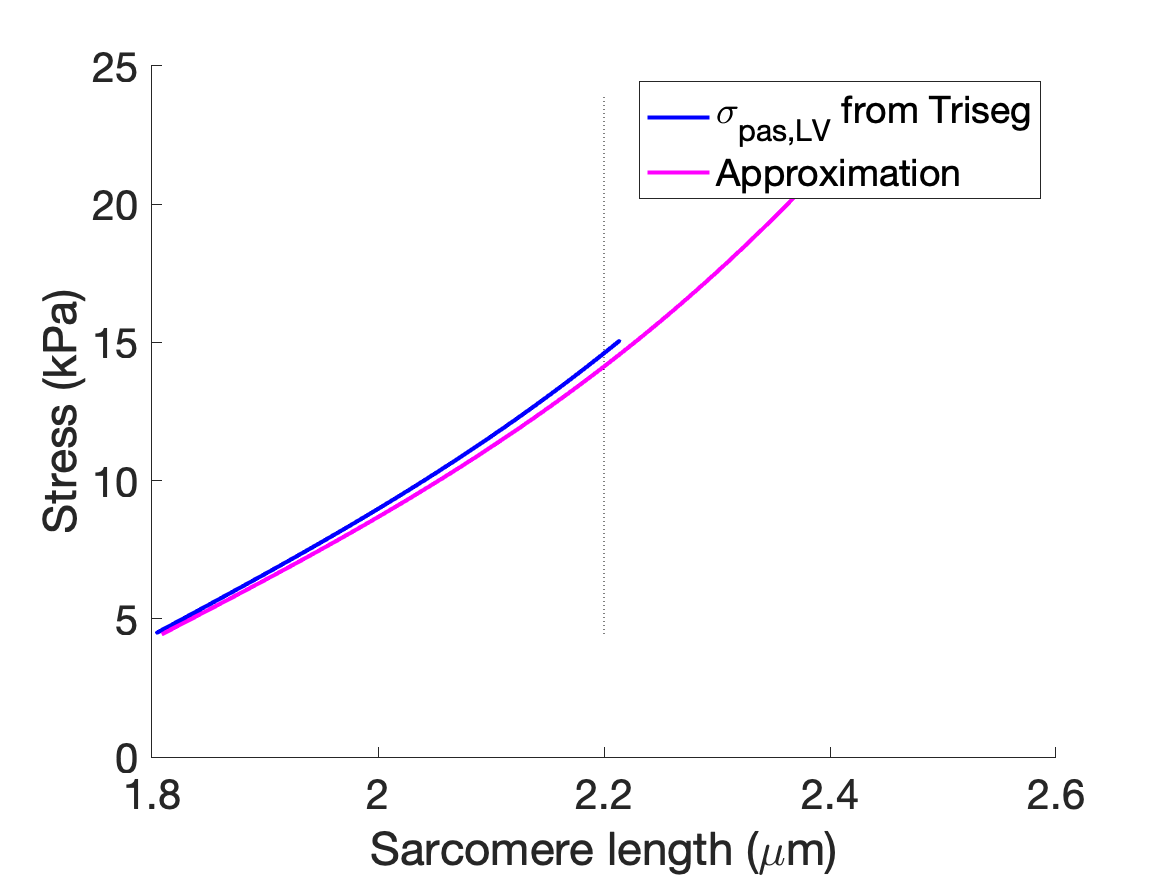 25
20
15
10
5
0
Stress (kPa)
σpas,LV from Triseg
Approximation
1.8 2 2.2 2.4 2.6
Sarcomere length (μm)